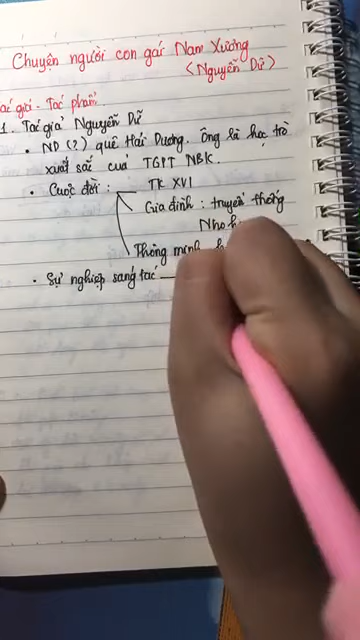 Chuyện người con gái Nam Xương
<Nguyễn Dữ>
Tác giả - Tác phẩm
1. Tác giả Nguyễn Dữ
• ND (?) quê Hải Dương. Ông là học trò
xuất sắc của TGPT NBK.
• Cuộc đời : TK XVI
Gia đình : truyền thống
Nho
Thông minh
• Sự nghiệp sáng tác